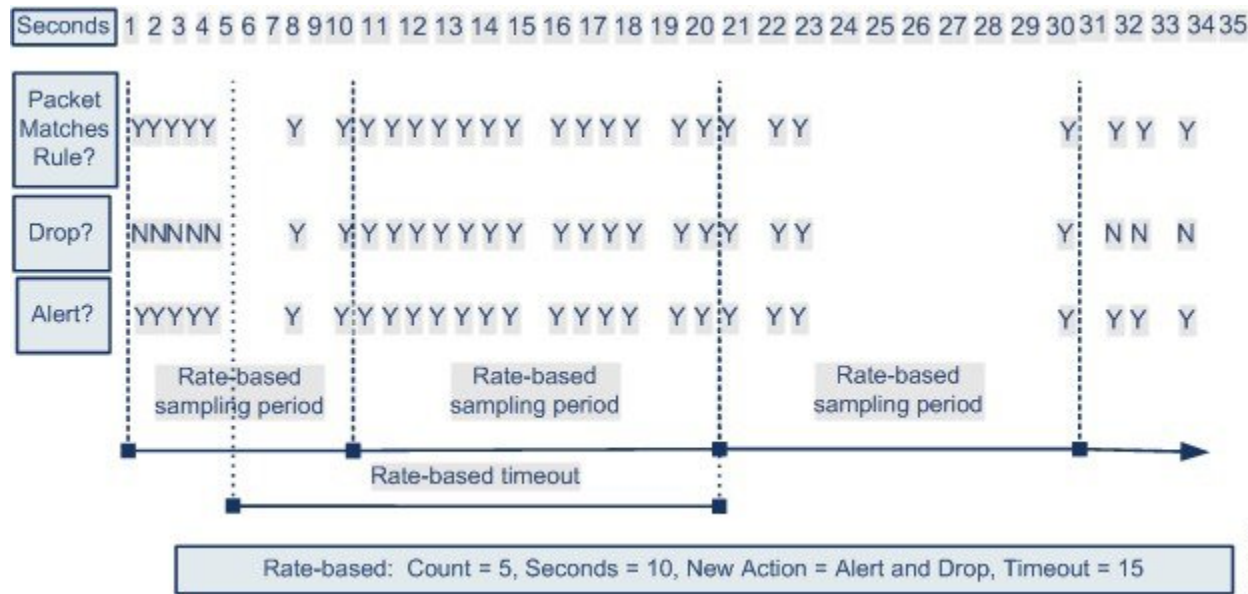 Seconds 1 2 3 4 5 6 7 8 9 10 11 12 13 14 15 16 17 18 19 20 21 22 23 24 25 26 27 28 29 30 31 32 33 34 35
Packet
Matches
Rule?
YYYYY Y Y Y Y Y Y Y Y Y Y Y Y Y Y Y Y Y Y Y Y Y Y
Drop?
NNNNN Y Y Y Y Y Y Y Y Y Y Y Y Y Y Y Y Y Y Y N N N
Alert?
YYYYY Y Y Y Y Y Y Y Y Y Y Y Y Y Y Y Y Y Y Y Y Y Y
Rate-based
sampling period
Rate-based
sampling period
Rate-based
sampling period
Rate-based timeout
Rate-based: Count = 5, Seconds = 10, New Action = Alert and Drop, Timeout = 15